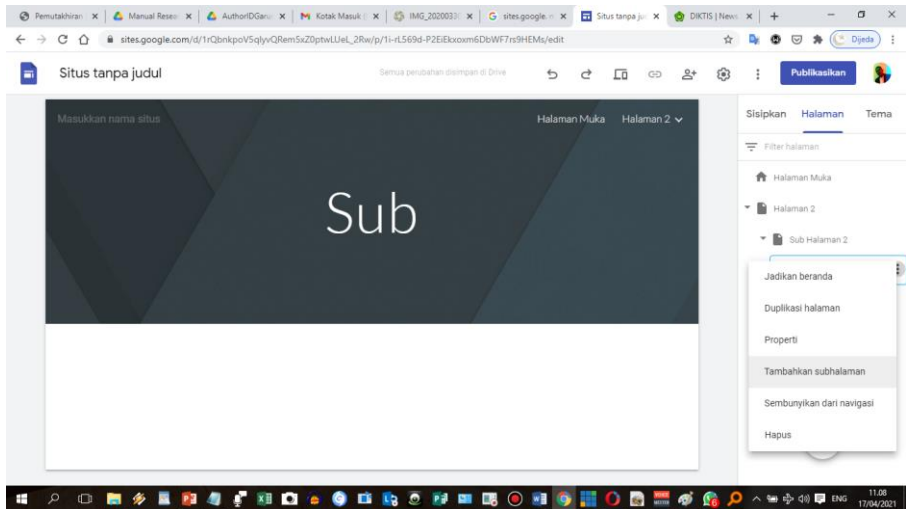 Pemutakhiran
Manual Resea
AuthorIDGaru
Kotak Masuk
IMG_2020033
sites.google.
Situs tanpa ju
DIKTIS | News
sites.google.com/d/1rQbnkpoV5qlyvQRem5xZ0ptwLUeL_2Rw/p/1i-rL569d-P2EiEkxoxm6DbWF7rs9HEMs/edit
Dijeda
Situs tanpa judul
Semua perubahan disimpan di Drive
Publikasikan
Masukkan nama situs
Halaman Muka
Halaman 2
Sub
Sisipkan
Halaman
Tema
Filter halaman
Halaman Muka
Halaman 2
Sub Halaman 2
Jadikan beranda
Duplikasi halaman
Properti
Tambahkan subhalaman
Sembunyikan dari navigasi
Hapus
ENG
11.08
17/04/2021